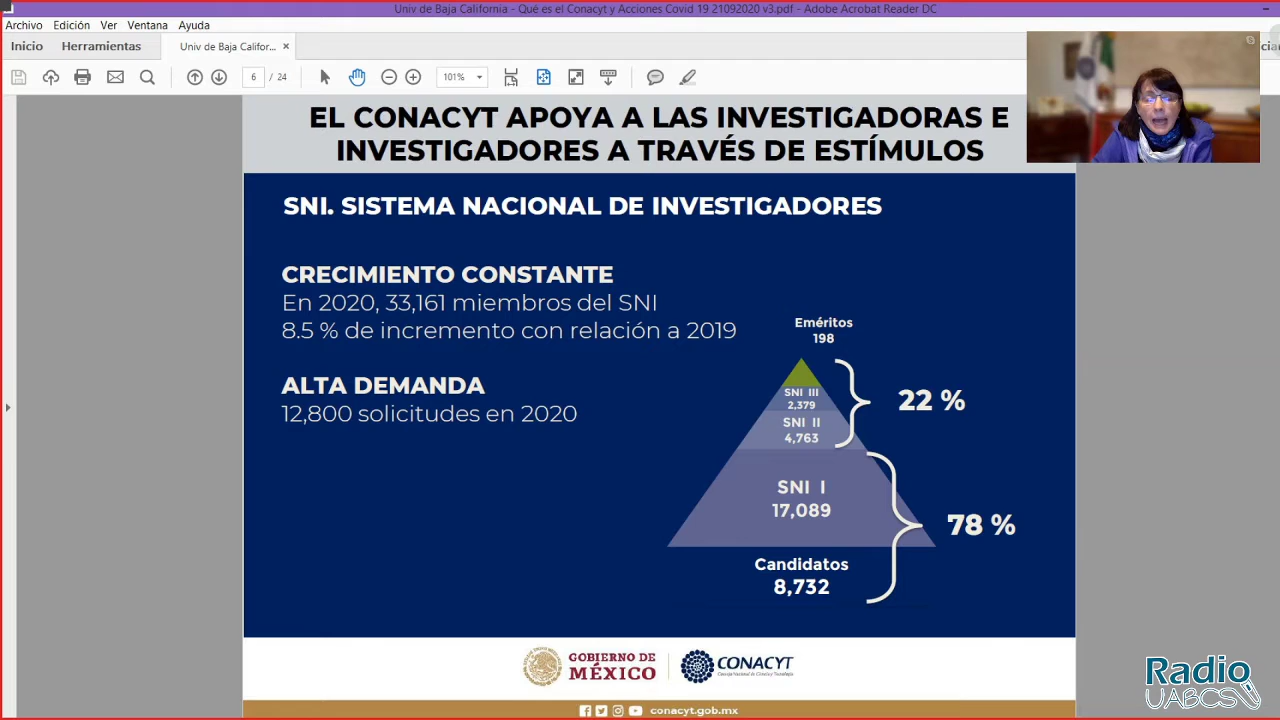 Univ de Baja California - Qué es el Conacyt y Acciones Covid 19 21092020 v3.pdf - Adobe Acrobat Reader DC
Archivo Edición Ver Ventana Ayuda
Inicio Herramientas Univ de Baja Califor... ×
6 / 24 101%
EL CONACYT APOYA A LAS INVESTIGADORAS E
INVESTIGADORES A TRAVÉS DE ESTÍMULOS
SNI. SISTEMA NACIONAL DE INVESTIGADORES
CRECIMIENTO CONSTANTE
En 2020, 33,161 miembros del SNI
8.5 % de incremento con relación a 2019
ALTA DEMANDA
12,800 solicitudes en 2020
Eméritos
198
SNI III
2,379
SNI II
4,763
22 %
SNI I
17,089
78 %
Candidatos
8,732
GOBIERNO DE
MÉXICO
CONACYT
Consejo Nacional de Ciencia y Tecnología
conacyt.gob.mx
Radio
UABCS